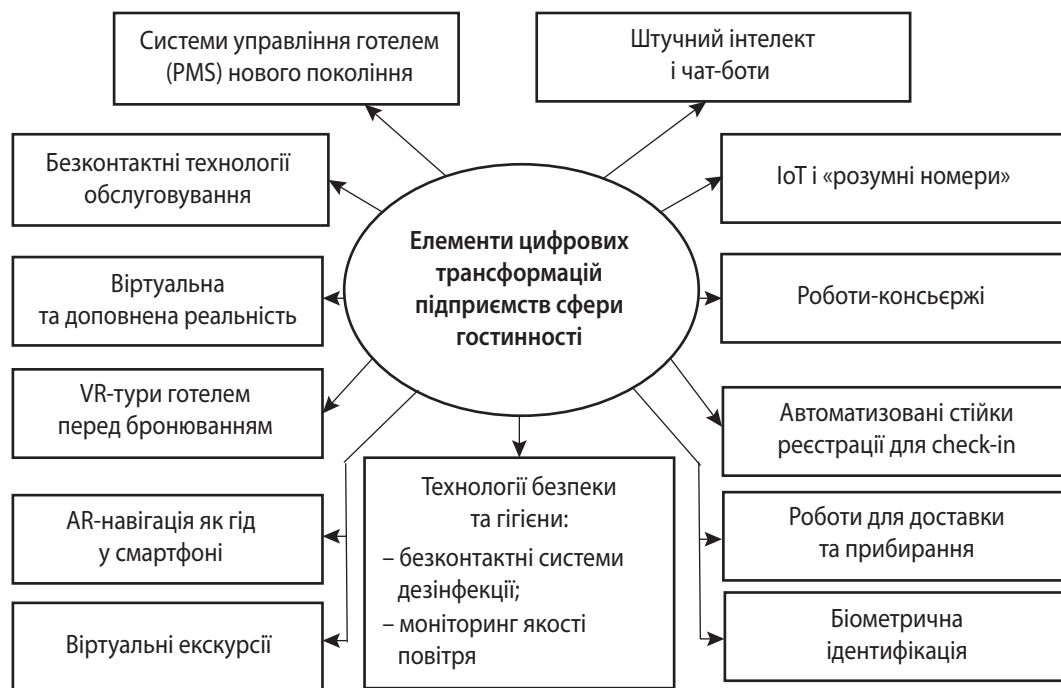 Системи управління готелем
(PMS) нового покоління
Штучний інтелект
і чат-боти
Безконтактні технології
обслуговування
IoT і «розумні номери»
Елементи цифрових
трансформацій
підприємств сфери
гостинності
Віртуальна
та доповнена реальність
Роботи-консьєржі
VR-тури готелем
перед бронюванням
Автоматизовані стійки
реєстрації для check-in
Технології безпеки
та гігієни:
– безконтактні системи
дезінфекції;
– моніторинг якості
повітря
AR-навігація як гід
у смартфоні
Роботи для доставки
та прибирання
Віртуальні екскурсії
Біометрична
ідентифікація